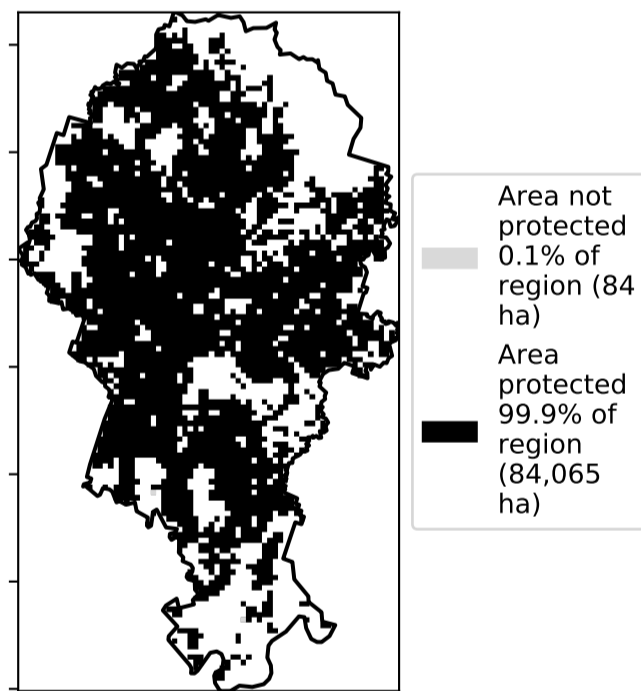 Area not
protected
0.1% of
region (84
ha)
Area
protected
99.9% of
region
(84,065
ha)